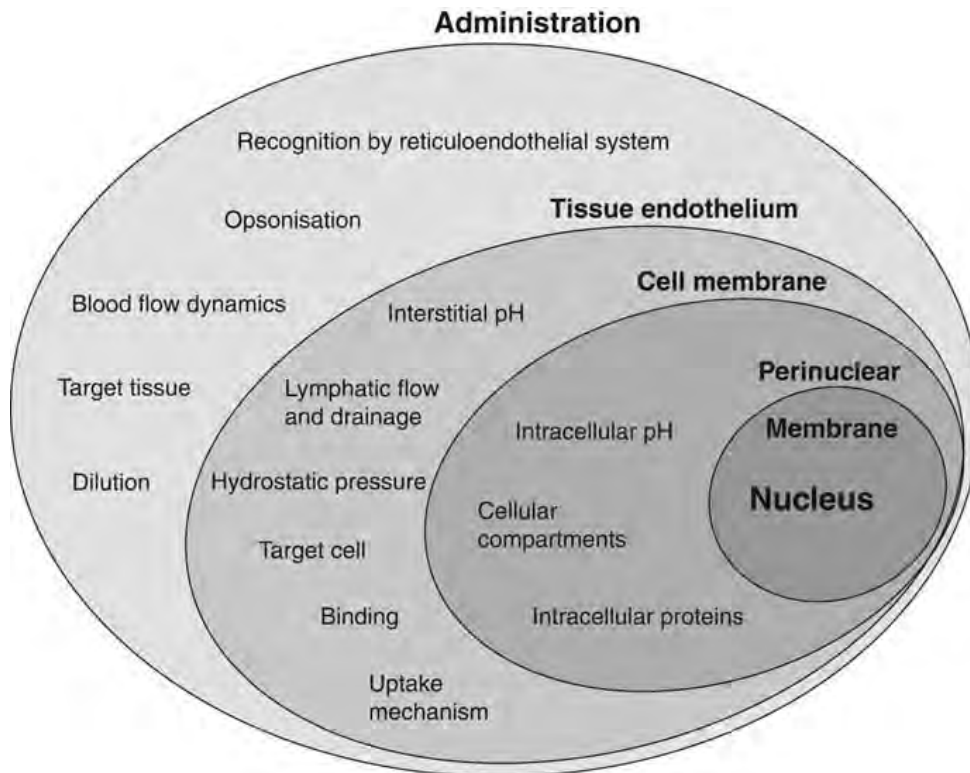 Administration
Recognition by reticuloendothelial system
Opsonisation
Tissue endothelium
Cell membrane
Blood flow dynamics
Interstitial pH
Perinuclear
Target tissue
Lymphatic flow
and drainage
Intracellular pH
Membrane
Dilution
Hydrostatic pressure
Nucleus
Cellular
compartments
Target cell
Binding
Intracellular proteins
Uptake
mechanism